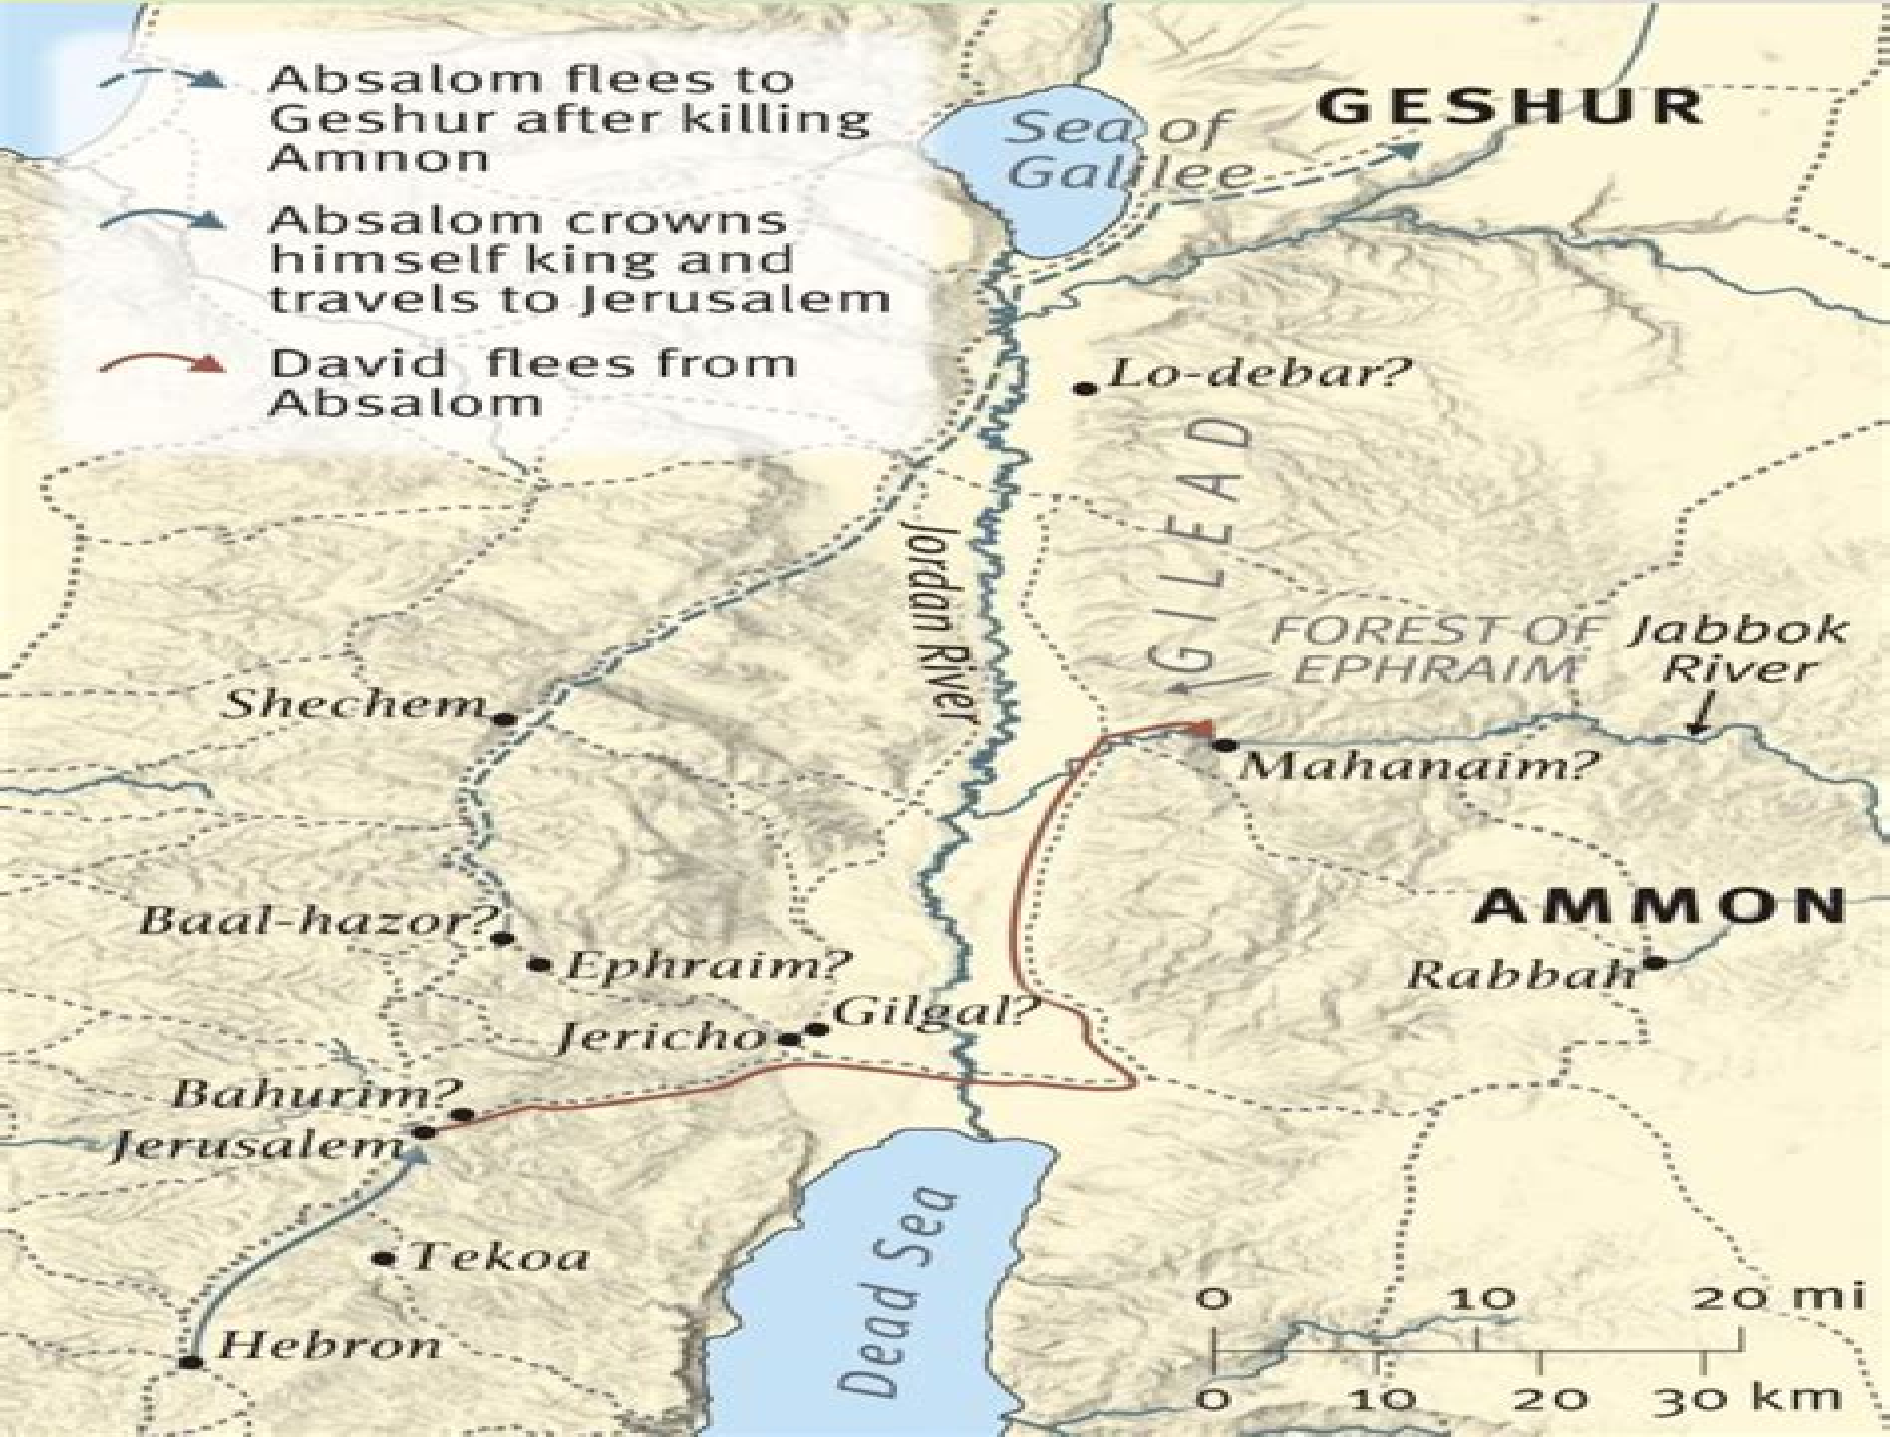 Absalom flees to
Geshur after killing
Amnon
Absalom crowns
himself king and
travels to Jerusalem
David flees from
Absalom
GESHUR
Sea of
Galilee
Lo-debar?
GILEAD
Jordan River
FOREST OF
EPHRAIM
Jabbok
River
Shechem
Mahanaim?
AMMON
Baal-hazor?
Ephraim?
Rabbah
Gilgal?
Jericho
Bahurim?
Jerusalem
Dead Sea
Tekoa
Hebron
0 10 20 mi
0 10 20 30 km